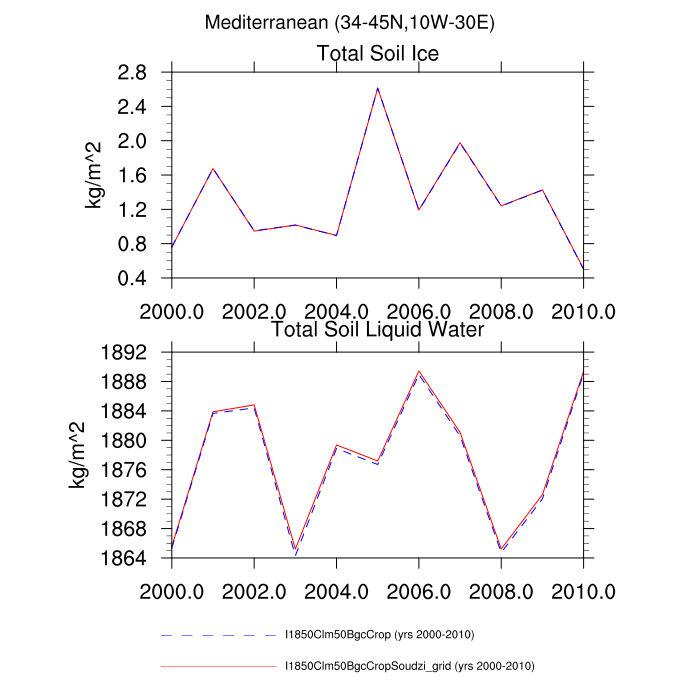 Mediterranean (34-45N,10W-30E)
Total Soil Ice
kg/m^2
2.8
2.4
2.0
1.6
1.2
0.8
0.4
2000.0 2002.0 2004.0 2006.0 2008.0 2010.0
Total Soil Liquid Water
kg/m^2
1892
1888
1884
1880
1876
1872
1868
1864
2000.0 2002.0 2004.0 2006.0 2008.0 2010.0
I1850Clm50BgcCrop (yrs 2000-2010)
I1850Clm50BgcCropSoudzi_grid (yrs 2000-2010)